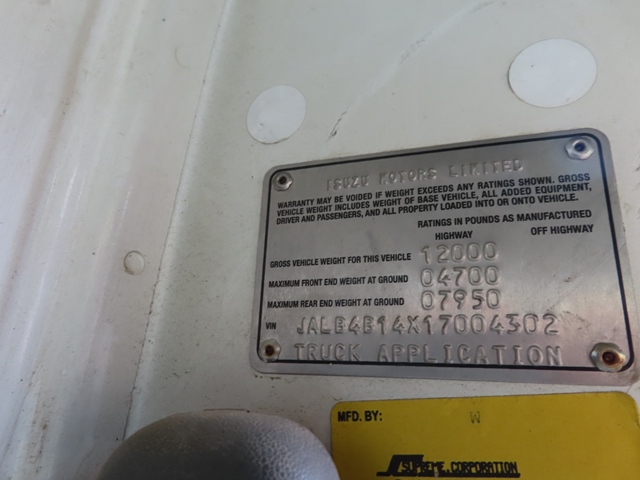 ISUZU MOTORS LIMITED
WARRANTY MAY BE VOIDED IF WEIGHT EXCEEDS ANY RATINGS SHOWN. GROSS
VEHICLE WEIGHT INCLUDES WEIGHT OF BASE VEHICLE, ALL ADDED EQUIPMENT,
DRIVER AND PASSENGERS, AND ALL PROPERTY LOADED INTO OR ONTO VEHICLE.
RATINGS IN POUNDS AS MANUFACTURED
HIGHWAY OFF HIGHWAY
GROSS VEHICLE WEIGHT FOR THIS VEHICLE 12000
MAXIMUM FRONT END WEIGHT AT GROUND 04700
MAXIMUM REAR END WEIGHT AT GROUND 07950
VIN JALB4B14X17004302
TRUCK APPLICATION
MFD. BY: W
SUPREME CORPORATION